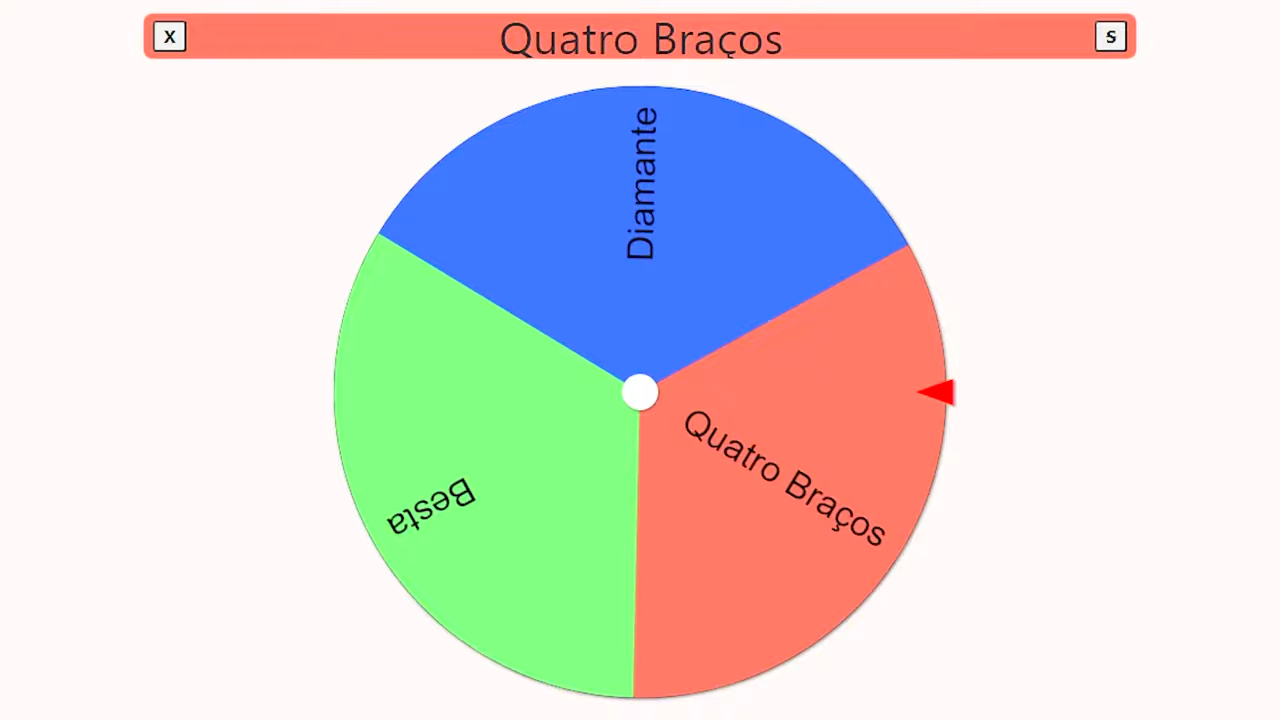 X
Quatro Braços
S
Diamante
Quatro Braços
Besta